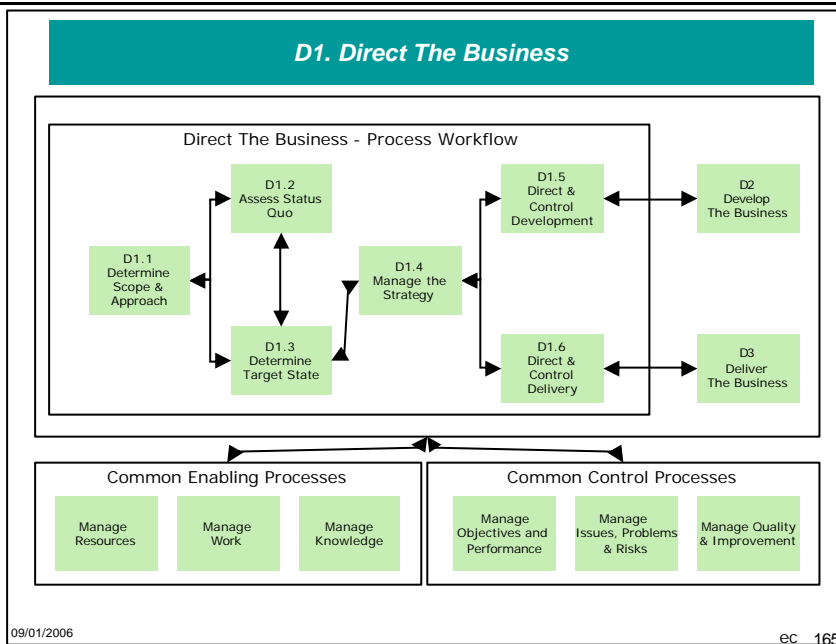 D1. Direct The Business
Direct The Business - Process Workflow
D1.1
Determine
Scope &
Approach
D1.2
Assess Status
Quo
D1.3
Determine
Target State
D1.4
Manage the
Strategy
D1.5
Direct &
Control
Development
D1.6
Direct &
Control
Delivery
D2
Develop
The Business
D3
Deliver
The Business
Common Enabling Processes
Manage
Resources
Manage
Work
Manage
Knowledge
Common Control Processes
Manage
Objectives and
Performance
Manage
Issues, Problems
& Risks
Manage Quality
& Improvement
09/01/2006
ec 165